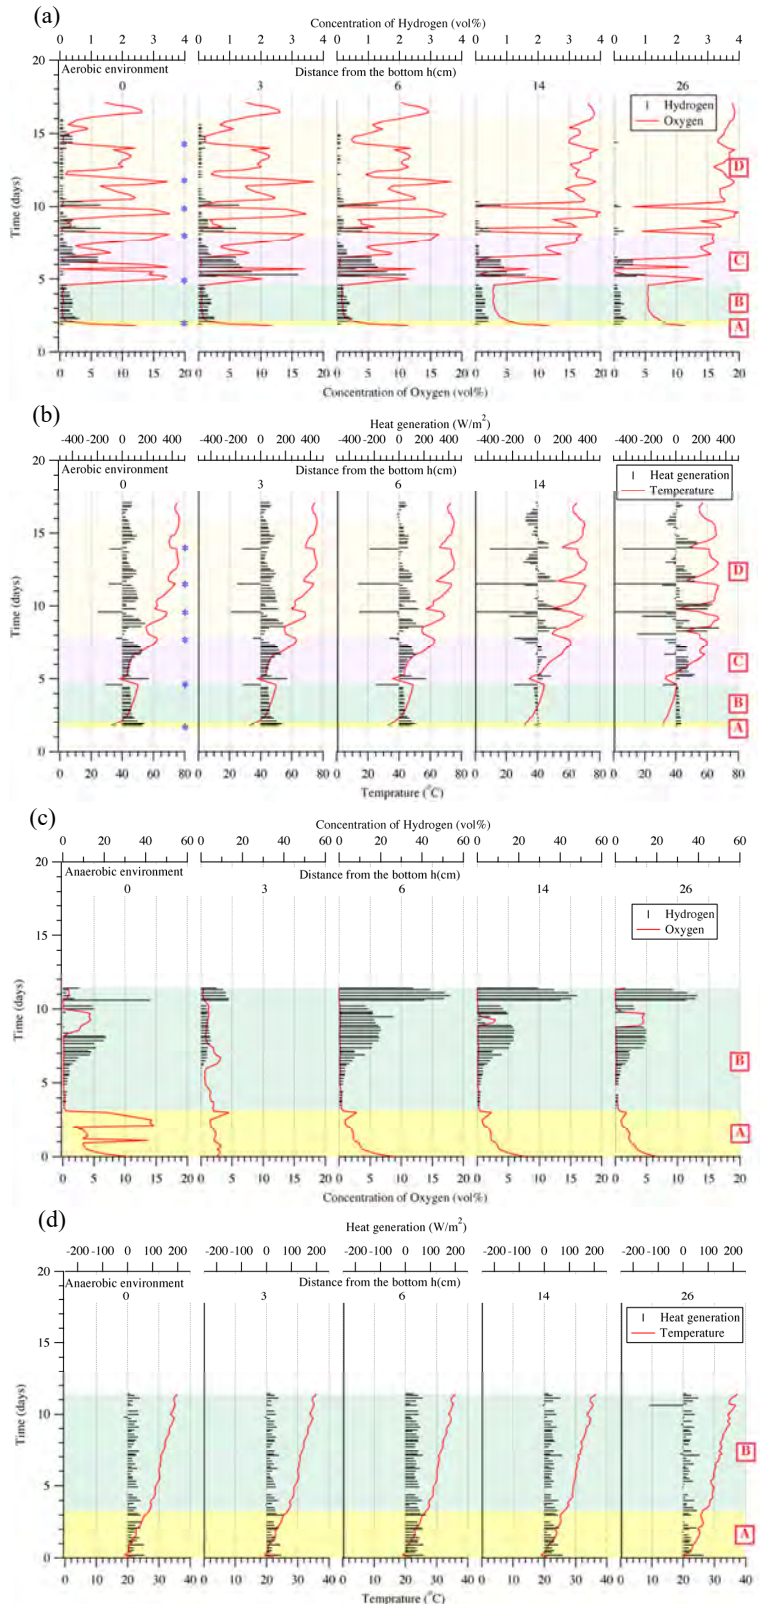 (a)
Concentration of Hydrogen (vol%)
0 1 2 3 4 0 1 2 3 4 0 1 2 3 4 0 1 2 3 4 0 1 2 3 4
20
Aerobic environment Distance from the bottom h(cm)
0 3 6 14 26
Hydrogen
Oxygen
15
D
10
C
5
B
A
0
Time (days)
0 5 10 15 20 0 5 10 15 20 0 5 10 15 20 0 5 10 15 20 0 5 10 15 20
Concentration of Oxygen (vol%)
(b)
Heat generation (W/m²)
-400 -200 0 200 400 -400 -200 0 200 400 -400 -200 0 200 400 -400 -200 0 200 400 -400 -200 0 200 400
20
Aerobic environment Distance from the bottom h(cm)
0 3 6 14
Heat generation
Temperature
15
D
10
C
5
B
A
0
Time (days)
0 20 40 60 80 0 20 40 60 80 0 20 40 60 80 0 20 40 60 80 0 20 40 60 80
Temprature (°C)
(c)
Concentration of Hydrogen (vol%)
0 20 40 60 0 20 40 60 0 20 40 60 0 20 40 60 0 20 40 60
20
Anaerobic environment Distance from the bottom h(cm)
0 3 6 14 26
Hydrogen
Oxygen
15
10
B
5
A
0
Time (days)
0 5 10 15 20 0 5 10 15 20 0 5 10 15 20 0 5 10 15 20 0 5 10 15 20
Concentration of Oxygen (vol%)
(d)
Heat generation (W/m²)
-200 -100 0 100 200 -200 -100 0 100 200 -200 -100 0 100 200 -200 -100 0 100 200 -200 -100 0 100 200
20
Anaerobic environment Distance from the bottom h(cm)
0 3 6 14 26
Heat generation
Temperature
15
10
B
5
A
0
Time (days)
0 10 20 30 40 0 10 20 30 40 0 10 20 30 40 0 10 20 30 40 0 10 20 30 40
Temprature (°C)